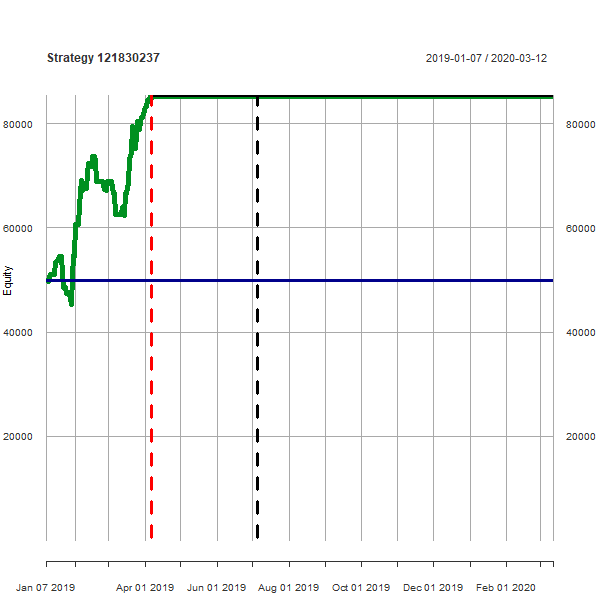 Strategy 121830237 2019-01-07 / 2020-03-12
80000 80000
60000 60000
Equity
40000 40000
20000 20000
Jan 07 2019 Apr 01 2019 Jun 01 2019 Aug 01 2019 Oct 01 2019 Dec 01 2019 Feb 01 2020